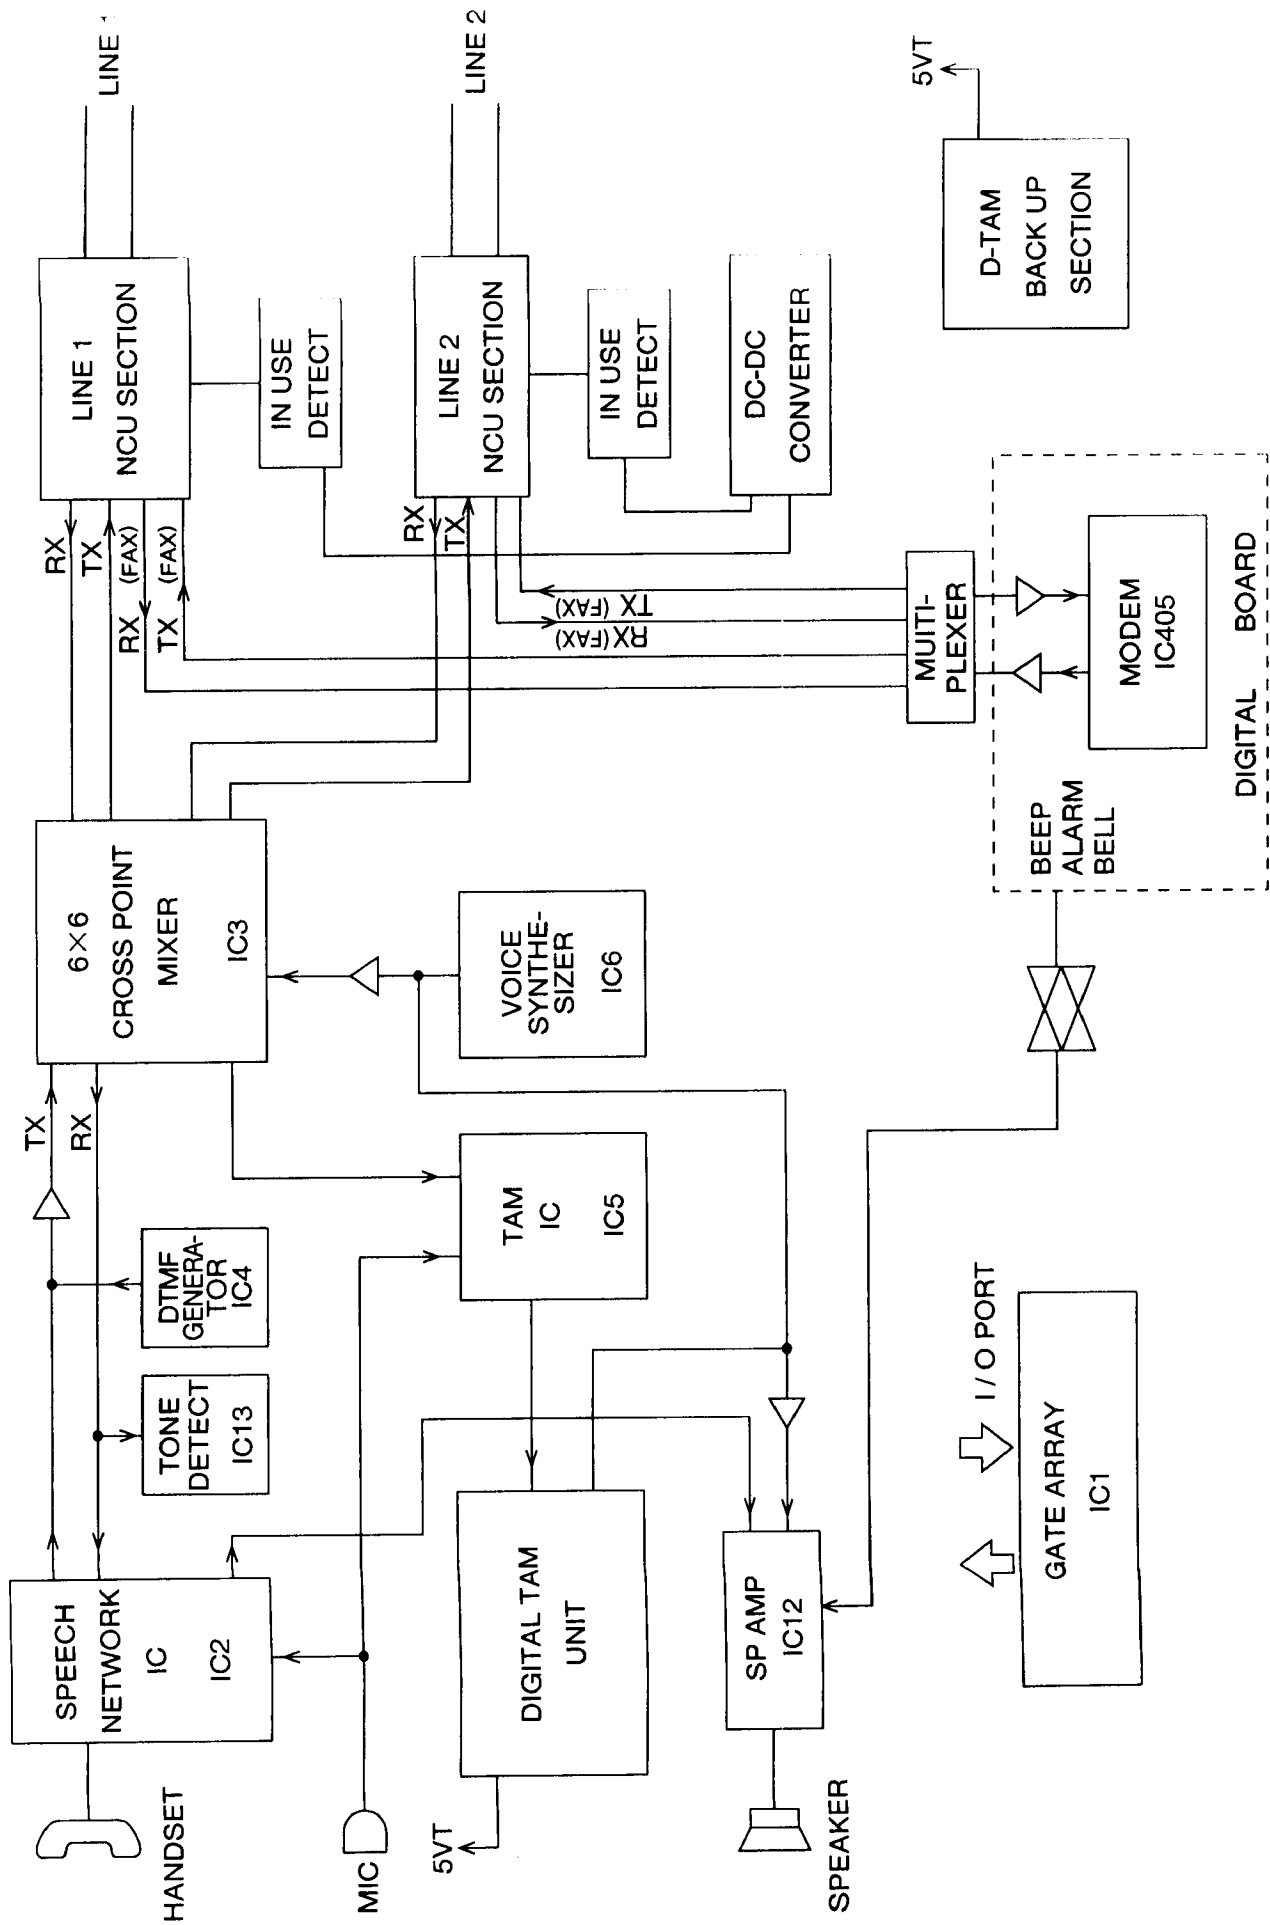 HANDSET
SPEECH
NETWORK
IC
IC2
TONE
DETECT
IC13
DTMF
GENERA-
TOR
IC4
TX
RX
6×6
CROSS POINT
MIXER
IC3
RX
TX
RX (FAX)
TX (FAX)
LINE 1
NCU SECTION
LINE 1
IN USE
DETECT
MIC
5VT
DIGITAL TAM
UNIT
TAM
IC
IC5
VOICE
SYNTHE-
SIZER
IC6
RX
TX
LINE 2
NCU SECTION
LINE 2
TX (FAX)
RX (FAX)
IN USE
DETECT
DC-DC
CONVERTER
SPEAKER
SP AMP
IC12
MUITI-
PLEXER
D-TAM
BACK UP
SECTION
5VT
GATE ARRAY
IC1
I / O PORT
BEEP
ALARM
BELL
MODEM
IC405
DIGITAL BOARD